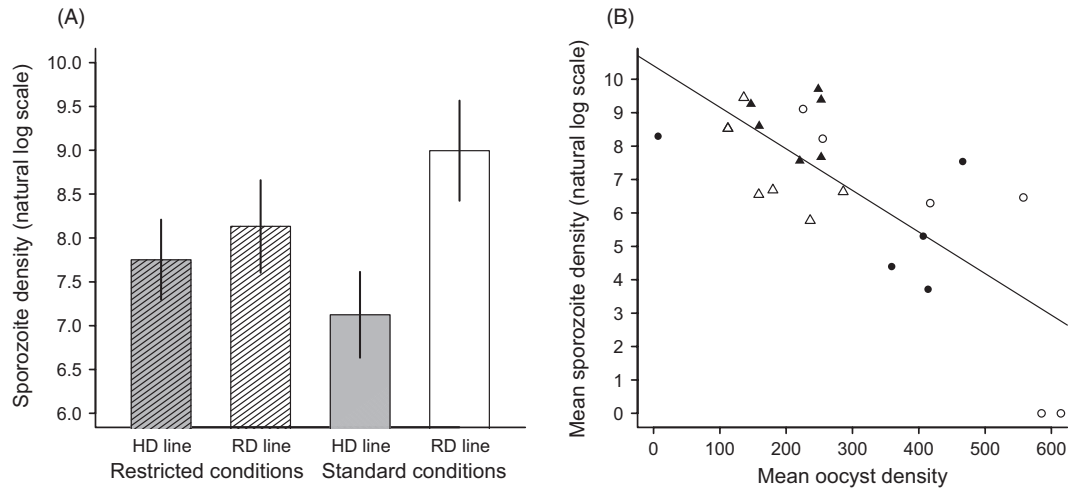 (A)
Sporozoite density (natural log scale)
10.0
9.5
9.0
8.5
8.0
7.5
7.0
6.5
6.0
HD line RD line HD line RD line
Restricted conditions Standard conditions
(B)
Mean sporozoite density (natural log scale)
10
9
8
7
6
5
4
3
2
1
0
0 100 200 300 400 500 600
Mean oocyst density